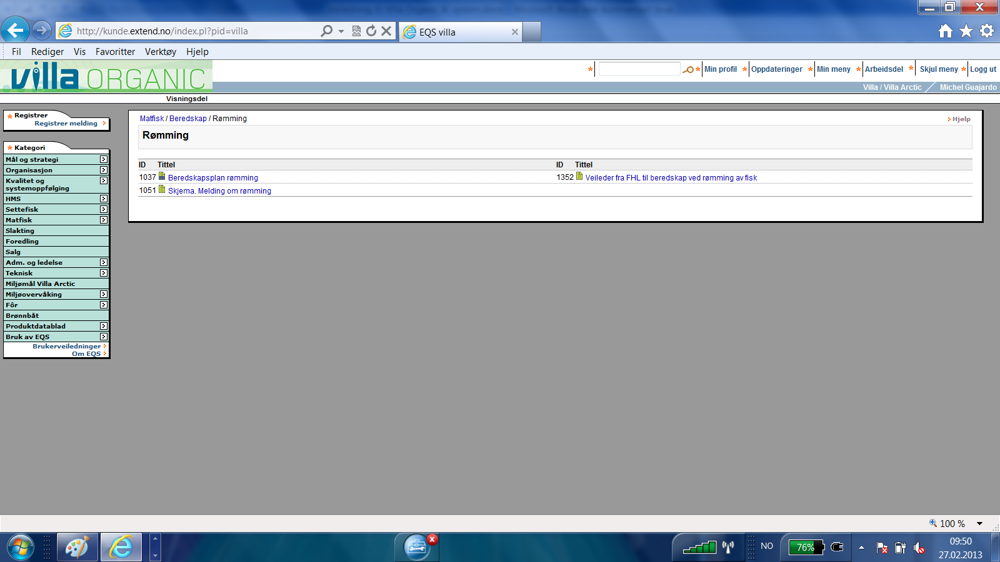 http://kunde.extend.no/index.pl?pid=villa
EQS villa
Fil Rediger Vis Favoritter Verktøy Hjelp
villa ORGANIC
Min profil Oppdateringer Min meny Arbeidsdel Skjul meny Logg ut
Villa / Villa Arctic Michel Guajardo
Visningsdel
Registrer
Registrer melding
Kategori
Mål og strategi
Organisasjon
Kvalitet og
systemoppfølging
HMS
Settefisk
Matfisk
Slakting
Foredling
Salg
Adm. og ledelse
Teknisk
Miljømål Villa Arctic
Miljøovervåking
Fôr
Brønnbåt
Produktdatablad
Bruk av EQS
Brukerveiledninger
Om EQS
Matfisk / Beredskap / Rømming
Hjelp
Rømming
ID Tittel ID Tittel
1037 Beredskapsplan rømming 1352 Veileder fra FHL til beredskap ved rømming av fisk
1051 Skjema. Melding om rømming
100 %
NO
76%
09:50
27.02.2013